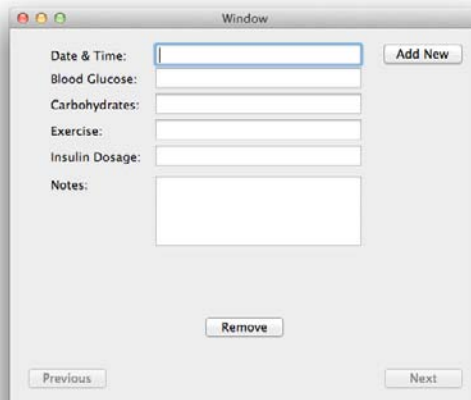 Window
Date & Time:
Add New
Blood Glucose:
Carbohydrates:
Exercise:
Insulin Dosage:
Notes:
Remove
Previous
Next